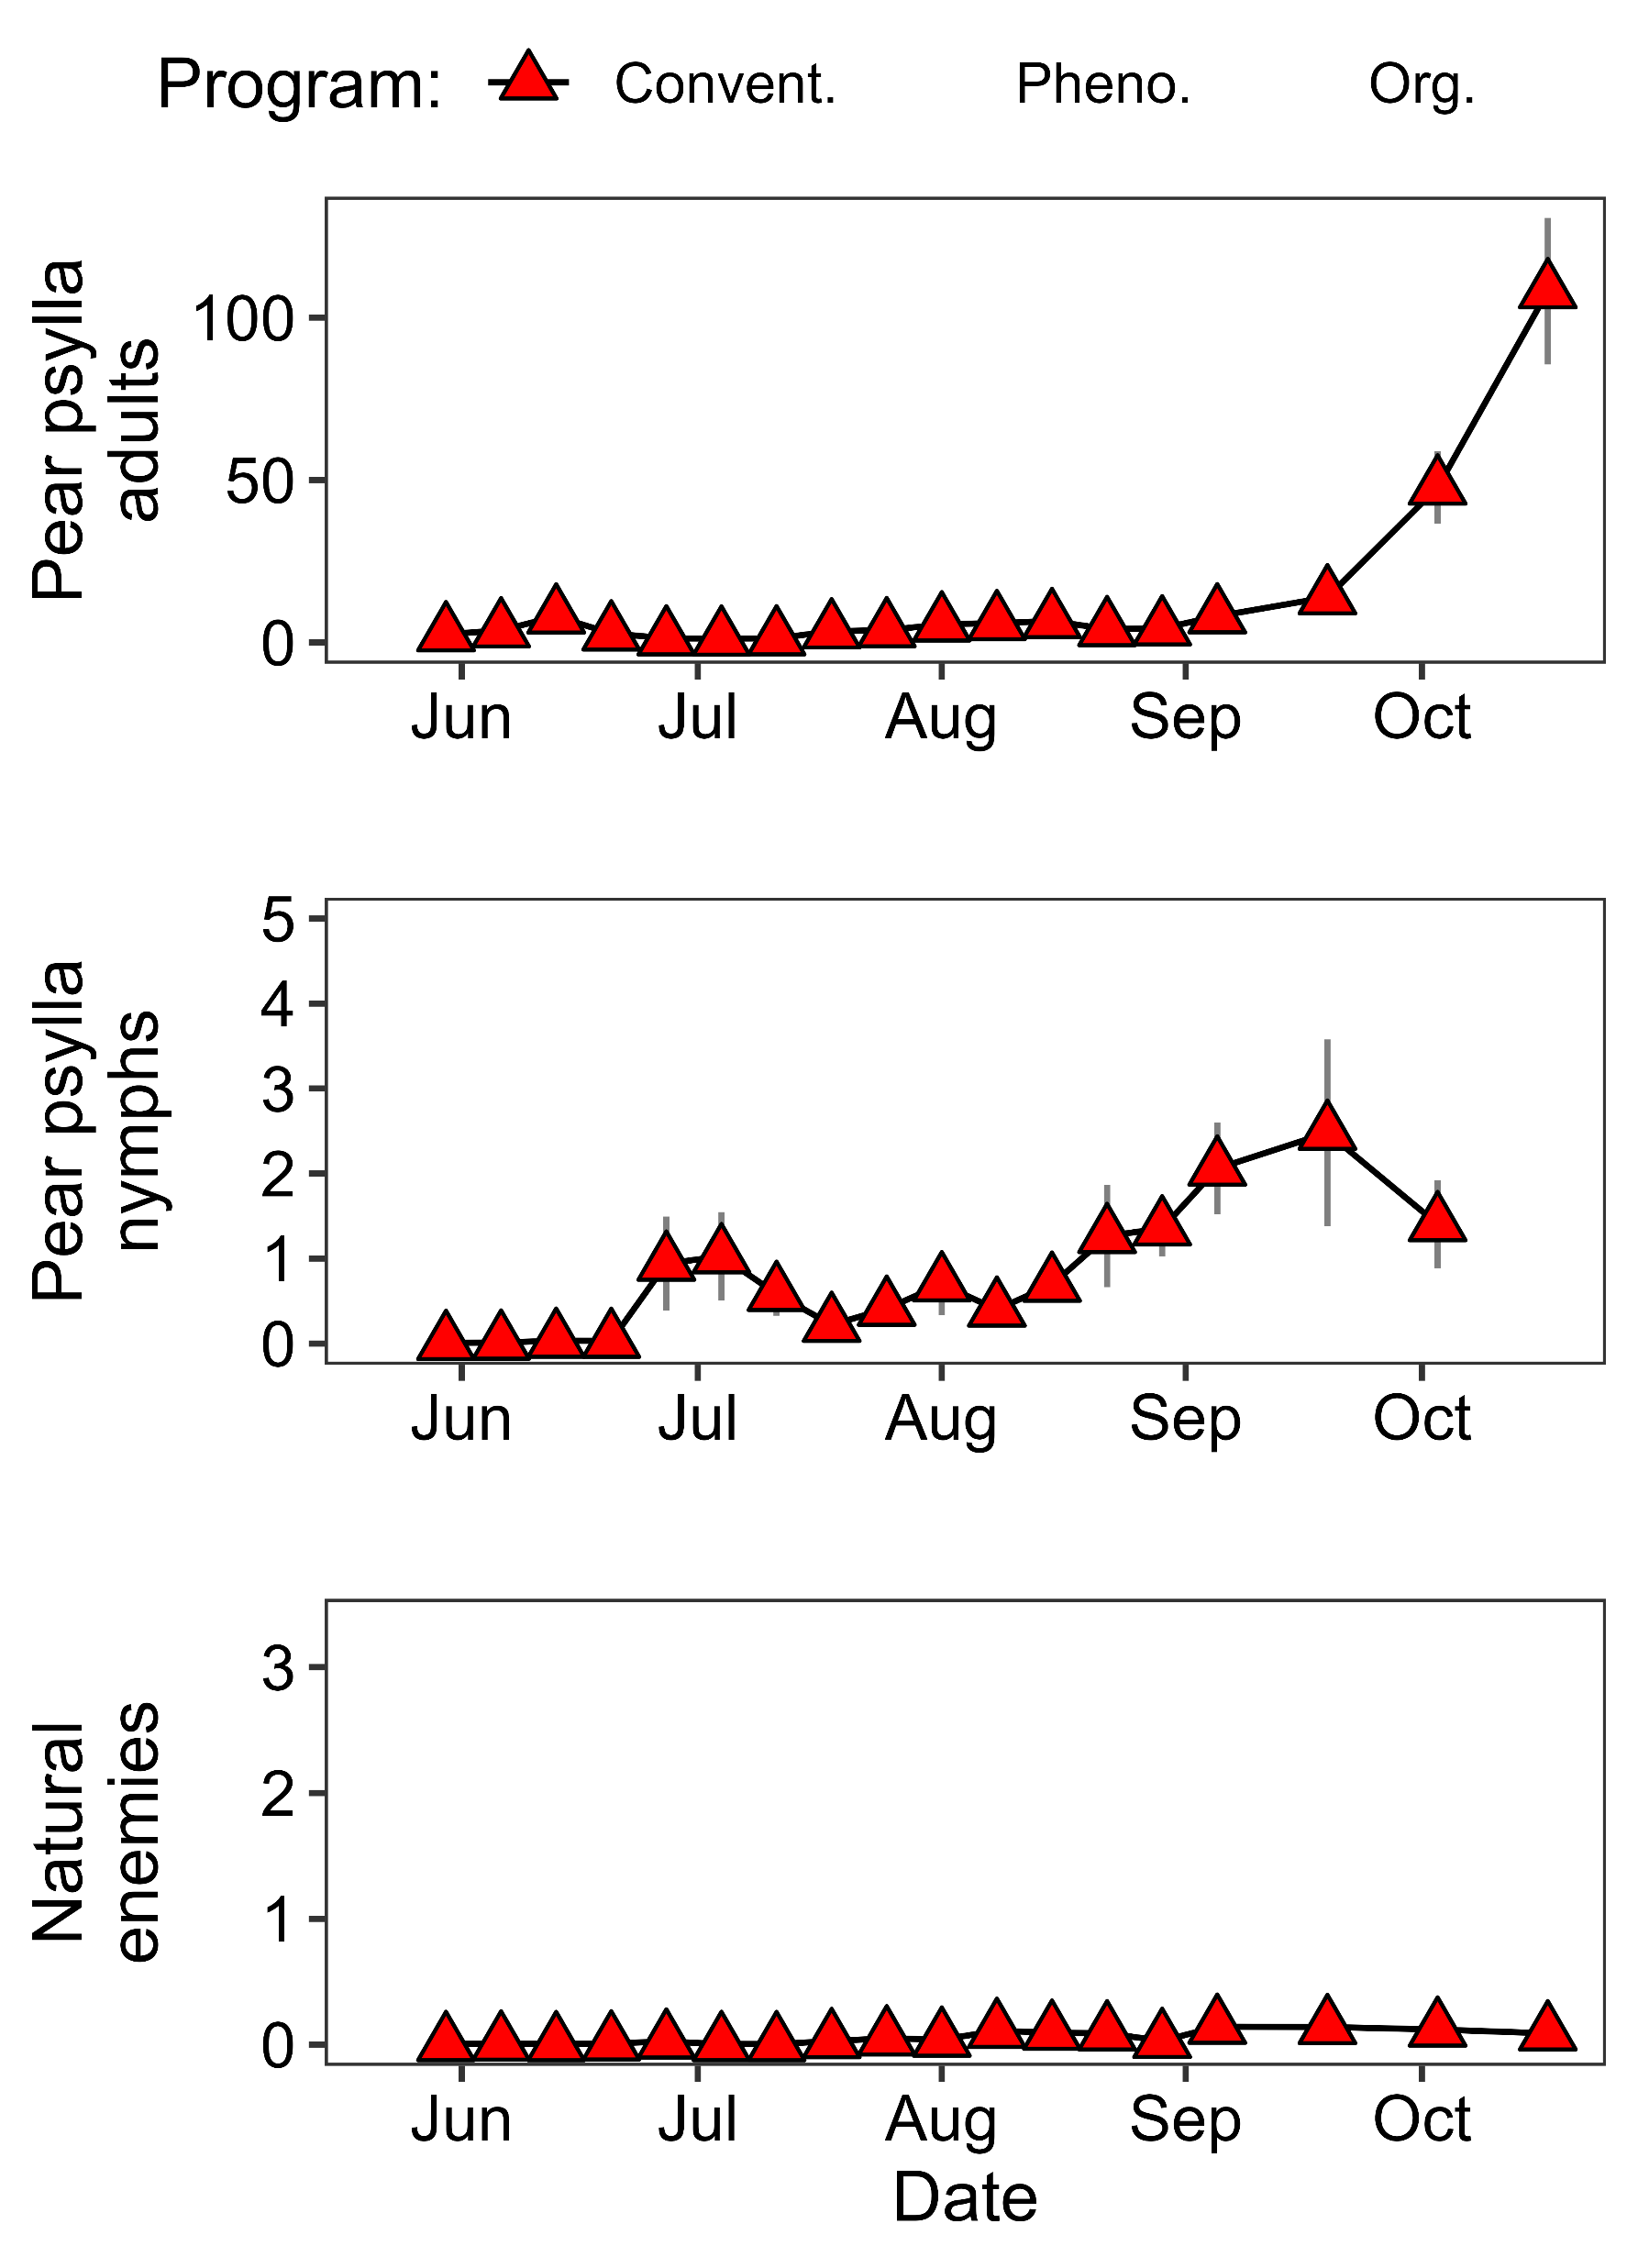 Program: Convent. Pheno. Org.
Pear psylla
adults
100
50
0
Jun Jul Aug Sep Oct
Pear psylla
nymphs
5
4
3
2
1
0
Jun Jul Aug Sep Oct
Natural
enemies
3
2
1
0
Jun Jul Aug Sep Oct
Date